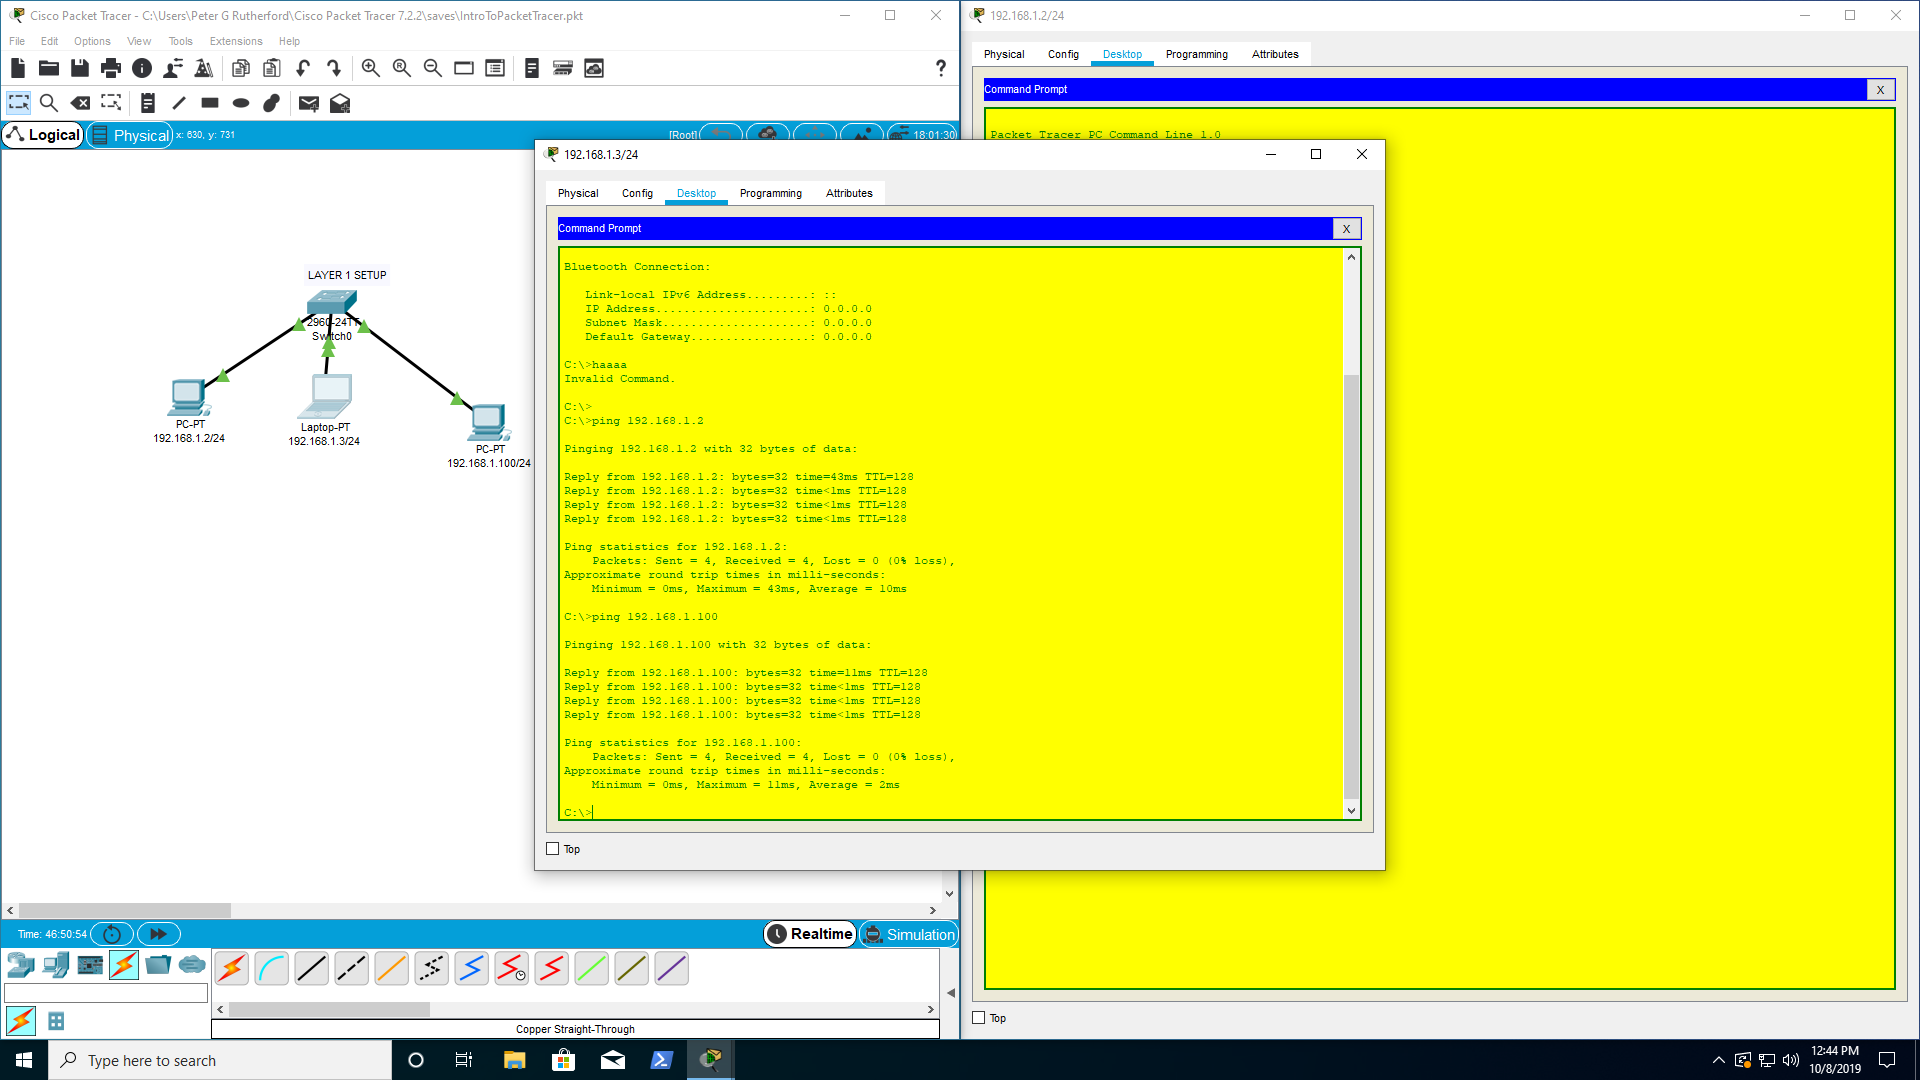 Cisco Packet Tracer - C:\Users\Peter G Rutherford\Cisco Packet Tracer 7.2.2\saves\IntroToPacketTracer.pkt
File Edit Options View Tools Extensions Help
?
Logical
Physical
x: 630, y: 731
[Root]
18:01:30
LAYER 1 SETUP
2960-24TT
Switch0
PC-PT
192.168.1.2/24
Laptop-PT
192.168.1.3/24
PC-PT
192.168.1.100/24
Time: 46:50:54
Realtime
Simulation
Copper Straight-Through
192.168.1.2/24
Physical Config Desktop Programming Attributes
Command Prompt
X
Packet Tracer PC Command Line 1.0
Top
192.168.1.3/24
Physical Config Desktop Programming Attributes
Command Prompt
X
Bluetooth Connection:
Link-local IPv6 Address.........: ::
IP Address......................: 0.0.0.0
Subnet Mask.....................: 0.0.0.0
Default Gateway.................: 0.0.0.0
C:\>haaaa
Invalid Command.
C:\>
C:\>ping 192.168.1.2
Pinging 192.168.1.2 with 32 bytes of data:
Reply from 192.168.1.2: bytes=32 time=43ms TTL=128
Reply from 192.168.1.2: bytes=32 time<1ms TTL=128
Reply from 192.168.1.2: bytes=32 time<1ms TTL=128
Reply from 192.168.1.2: bytes=32 time<1ms TTL=128
Ping statistics for 192.168.1.2:
Packets: Sent = 4, Received = 4, Lost = 0 (0% loss),
Approximate round trip times in milli-seconds:
Minimum = 0ms, Maximum = 43ms, Average = 10ms
C:\>ping 192.168.1.100
Pinging 192.168.1.100 with 32 bytes of data:
Reply from 192.168.1.100: bytes=32 time=11ms TTL=128
Reply from 192.168.1.100: bytes=32 time<1ms TTL=128
Reply from 192.168.1.100: bytes=32 time<1ms TTL=128
Reply from 192.168.1.100: bytes=32 time<1ms TTL=128
Ping statistics for 192.168.1.100:
Packets: Sent = 4, Received = 4, Lost = 0 (0% loss),
Approximate round trip times in milli-seconds:
Minimum = 0ms, Maximum = 11ms, Average = 2ms
C:\>
Top
Type here to search
12:44 PM
10/8/2019